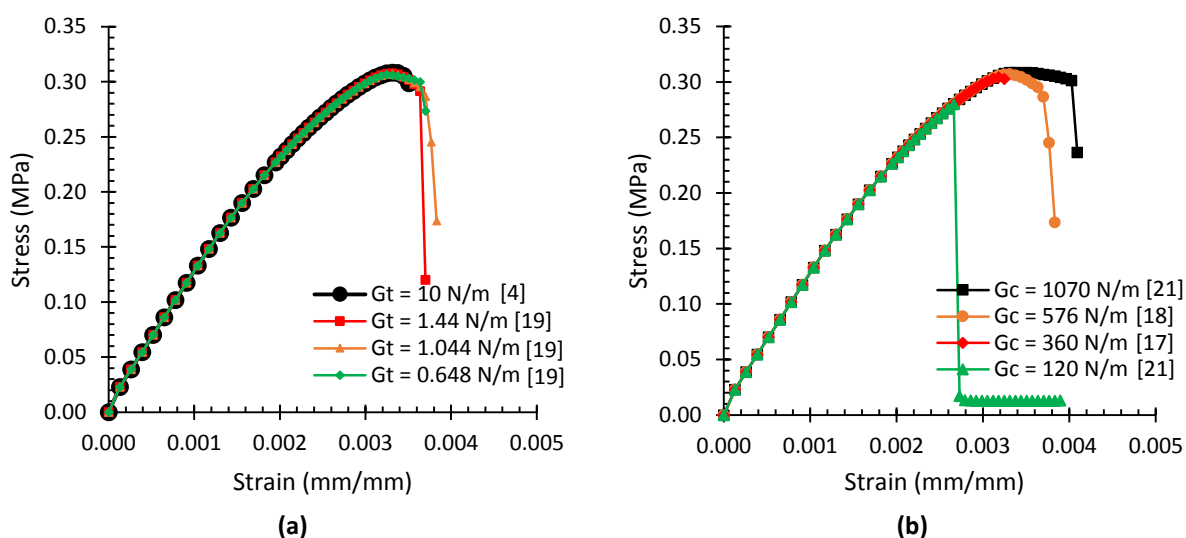 0.35
0.30
0.25
0.20
0.15
0.10
0.05
0.00
Stress (MPa)
Gt = 10 N/m [4]
Gt = 1.44 N/m [19]
Gt = 1.044 N/m [19]
Gt = 0.648 N/m [19]
0.000 0.001 0.002 0.003 0.004 0.005
Strain (mm/mm)
(a)
0.35
0.30
0.25
0.20
0.15
0.10
0.05
0.00
Stress (MPa)
Gc = 1070 N/m [21]
Gc = 576 N/m [18]
Gc = 360 N/m [17]
Gc = 120 N/m [21]
0.000 0.001 0.002 0.003 0.004 0.005
Strain (mm/mm)
(b)